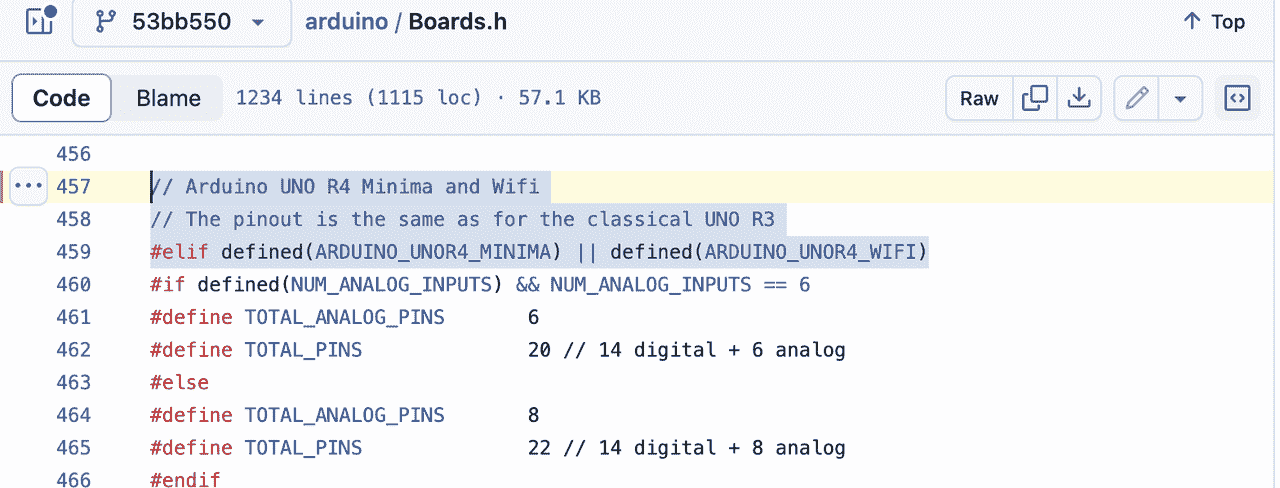 53bb550 arduino / Boards.h Top
Code Blame 1234 lines (1115 loc) · 57.1 KB Raw
456
457 // Arduino UNO R4 Minima and Wifi
458 // The pinout is the same as for the classical UNO R3
459 #elif defined(ARDUINO_UNOR4_MINIMA) || defined(ARDUINO_UNOR4_WIFI)
460 #if defined(NUM_ANALOG_INPUTS) && NUM_ANALOG_INPUTS == 6
461 #define TOTAL_ANALOG_PINS 6
462 #define TOTAL_PINS 20 // 14 digital + 6 analog
463 #else
464 #define TOTAL_ANALOG_PINS 8
465 #define TOTAL_PINS 22 // 14 digital + 8 analog
466 #endif